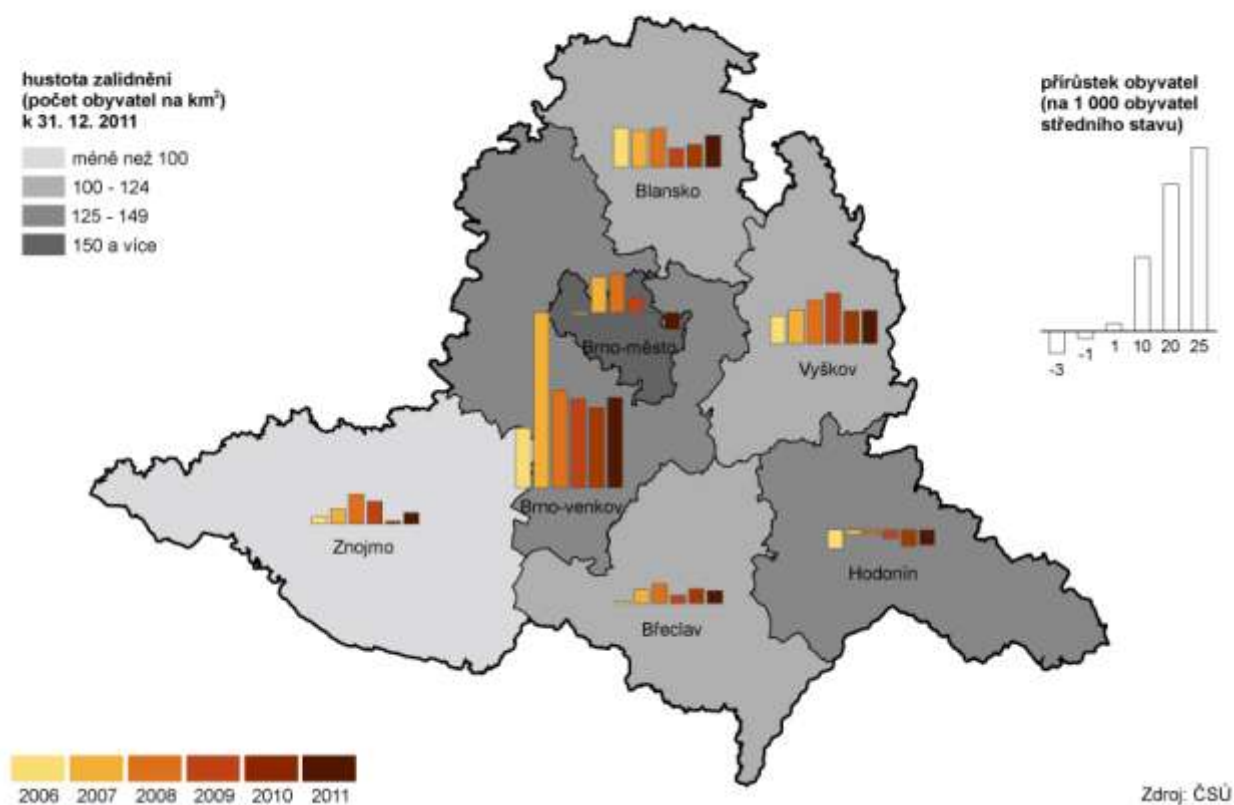 hustota zalidnění
(počet obyvatel na km²)
k 31. 12. 2011
méně než 100
100 - 124
125 - 149
150 a více
přírůstek obyvatel
(na 1 000 obyvatel
středního stavu)
-3
-1
1
10
20
25
Blansko
Brno-město
Vyškov
Brno-venkov
Znojmo
Hodonín
Břeclav
2006
2007
2008
2009
2010
2011
Zdroj: ČSÚ